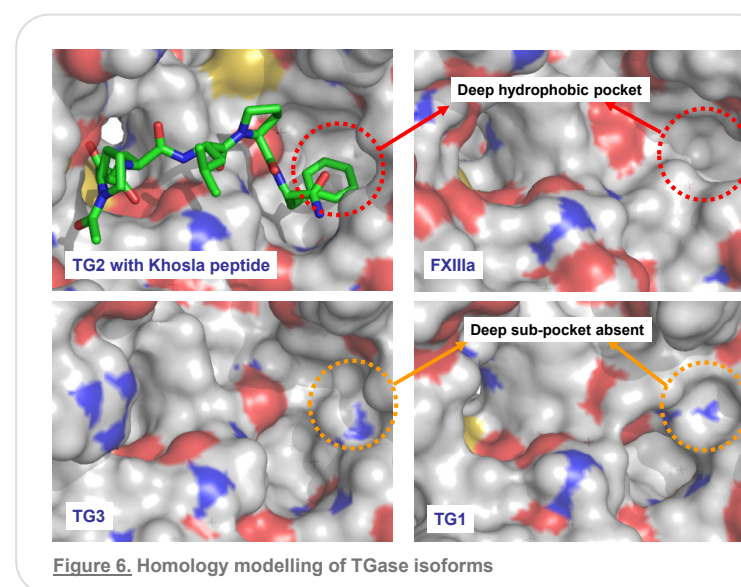 Deep hydrophobic pocket
TG2 with Khosla peptide
FXIIIa
Deep sub-pocket absent
TG3
TG1
Figure 6. Homology modelling of TGase isoforms